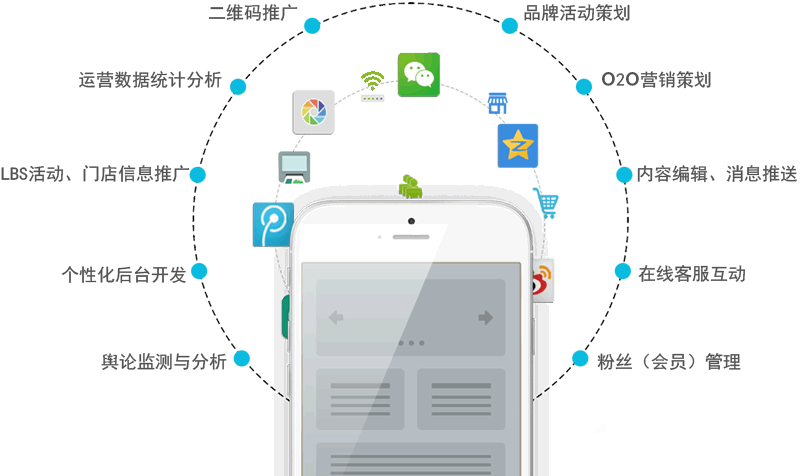 二维码推广
品牌活动策划
运营数据统计分析
O2O营销策划
LBS活动、门店信息推广
内容编辑、消息推送
个性化后台开发
在线客服互动
舆论监测与分析
粉丝（会员）管理